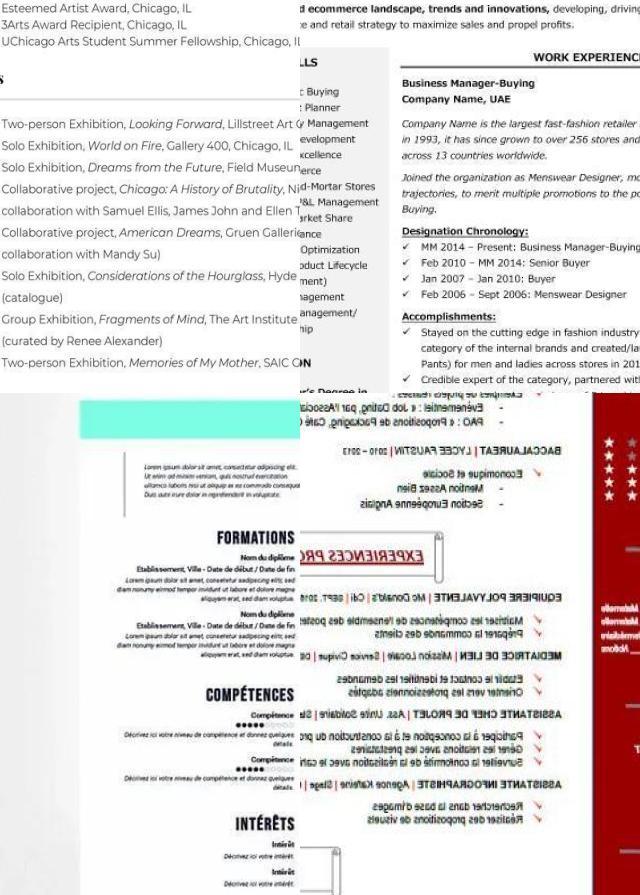 Esteemed Artist Award, Chicago, IL
3Arts Award Recipient, Chicago, IL
UChicago Arts Student Summer Fellowship, Chicago, IL
s
Two-person Exhibition, Looking Forward, Lillstreet Art C
Solo Exhibition, World on Fire, Gallery 400, Chicago, IL
Solo Exhibition, Dreams from the Future, Field Museum
Collaborative project, Chicago: A History of Brutality, Ni
collaboration with Samuel Ellis, James John and Ellen T
Collaborative project, American Dreams, Gruen Gallerie
collaboration with Mandy Su)
Solo Exhibition, Considerations of the Hourglass, Hyde
(catalogue)
Group Exhibition, Fragments of Mind, The Art Institute
(curated by Renee Alexander)
Two-person Exhibition, Memories of My Mother, SAIC G
d ecommerce landscape, trends and innovations, developing, driving
e and retail strategy to maximize sales and propel profits.
LLS
Buying
Planner
y Management
evelopment
xcellence
erce
d-Mortar Stores
P&L Management
arket Share
ance
Optimization
oduct Lifecycle
ment)
nagement
anagement/
hip
ON
r's Degree in
WORK EXPERIENC
Business Manager-Buying
Company Name, UAE
Company Name is the largest fast-fashion retailer
in 1993, it has since grown to over 256 stores and
across 13 countries worldwide.
Joined the organization as Menswear Designer, mo
trajectories, to merit multiple promotions to the po
Buying.
Designation Chronology:
✓ MM 2014 – Present: Business Manager-Buying
✓ Feb 2010 – MM 2014: Senior Buyer
✓ Jan 2007 – Jan 2010: Buyer
✓ Feb 2006 – Sept 2006: Menswear Designer
Accomplishments:
✓ Stayed on the cutting edge in fashion industry
category of the internal brands and created/la
Pants) for men and ladies across stores in 201
✓ Credible expert of the category, partnered wit
Lorem ipsum dolor sit amet, consectetur adipiscing elit.
Ut enim ad minim veniam, quis nostrud exercitation
ullamco laboris nisi ut aliquip ex ea commodo consequat
Duis aute irure dolor in reprehenderit in voluptate.
FORMATIONS
Nom du diplôme
Etablissement, Ville - Date de début / Date de fin
Lorem ipsum dolor sit amet, consetetur sadipscing elitr, sed
diam nonumy eirmod tempor invidunt ut labore et dolore magna
aliquyam erat, sed diam voluptua.
Nom du diplôme
Etablissement, Ville - Date de début / Date de fin
Lorem ipsum dolor sit amet, consetetur sadipscing elitr, sed
diam nonumy eirmod tempor invidunt ut labore et dolore magna
aliquyam erat, sed diam voluptua.
COMPÉTENCES
Compétence
Décrivez ici votre niveau de compétence et donnez quelques
détails.
Compétence
Décrivez ici votre niveau de compétence et donnez quelques
détails.
INTÉRÊTS
Intérêt
Décrivez ici votre intérêt.
Intérêt
Décrivez ici votre intérêt.
Exemples de projets réalisés :
- Evènementiel : « Job Dating, par l'Associat
- PAO : « Propositions de Packaging, Café
BACCALAUREAT | LYCEE FAUSTIN | 2010 – 2013
✓ Economique et Sociale
- Mention Assez Bien
- Section Européenne Anglais
EXPERIENCES PRO
EQUIPIERE POLYVALENTE | Mc Donald's | Cdi | SEPT. 201
✓ Maîtriser les compétences de l'ensemble des poste
✓ Préparer la commande des clients
MEDIATRICE DE LIEN | Mission Locale | Service Civique |
✓ Etablir le contact et identifier les demandes
✓ Orienter vers les professionnels adaptés
ASSISTANTE CHEF DE PROJET | Ass. Unite Solidaire | Sta
✓ Participer à la conception et à la construction du pro
✓ Gérer les relations avec les prestataires
✓ Surveiller la conformité de la réalisation avec le cahi
ASSISTANTE INFOGRAPHISTE | Agence Kafeine | Stage |
✓ Rechercher dans la base d'images
✓ Réaliser des propositions de visuels
Maternelle
Notions
T